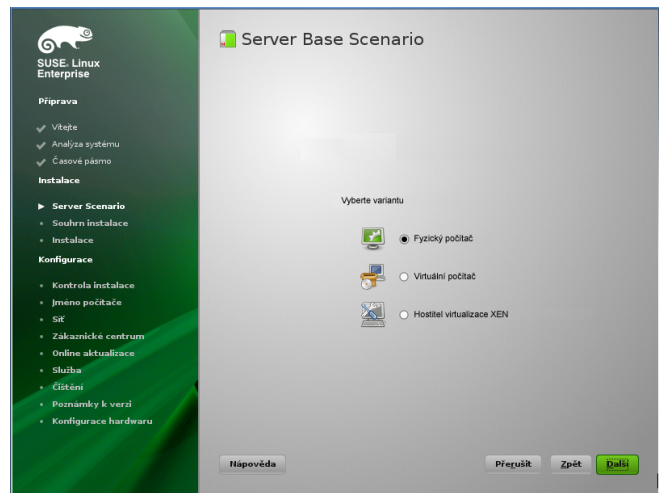 SUSE® Linux
Enterprise
Příprava
Vítejte
Analýza systému
Časové pásmo
Instalace
Server Scenario
Souhrn instalace
Instalace
Konfigurace
Kontrola instalace
Jméno počítače
Síť
Zákaznické centrum
Online aktualizace
Služba
Čištění
Poznámky k verzi
Konfigurace hardwaru
Server Base Scenario
Vyberte variantu
Fyzický počítač
Virtuální počítač
Hostitel virtualizace XEN
Nápověda
Přerušit
Zpět
Další